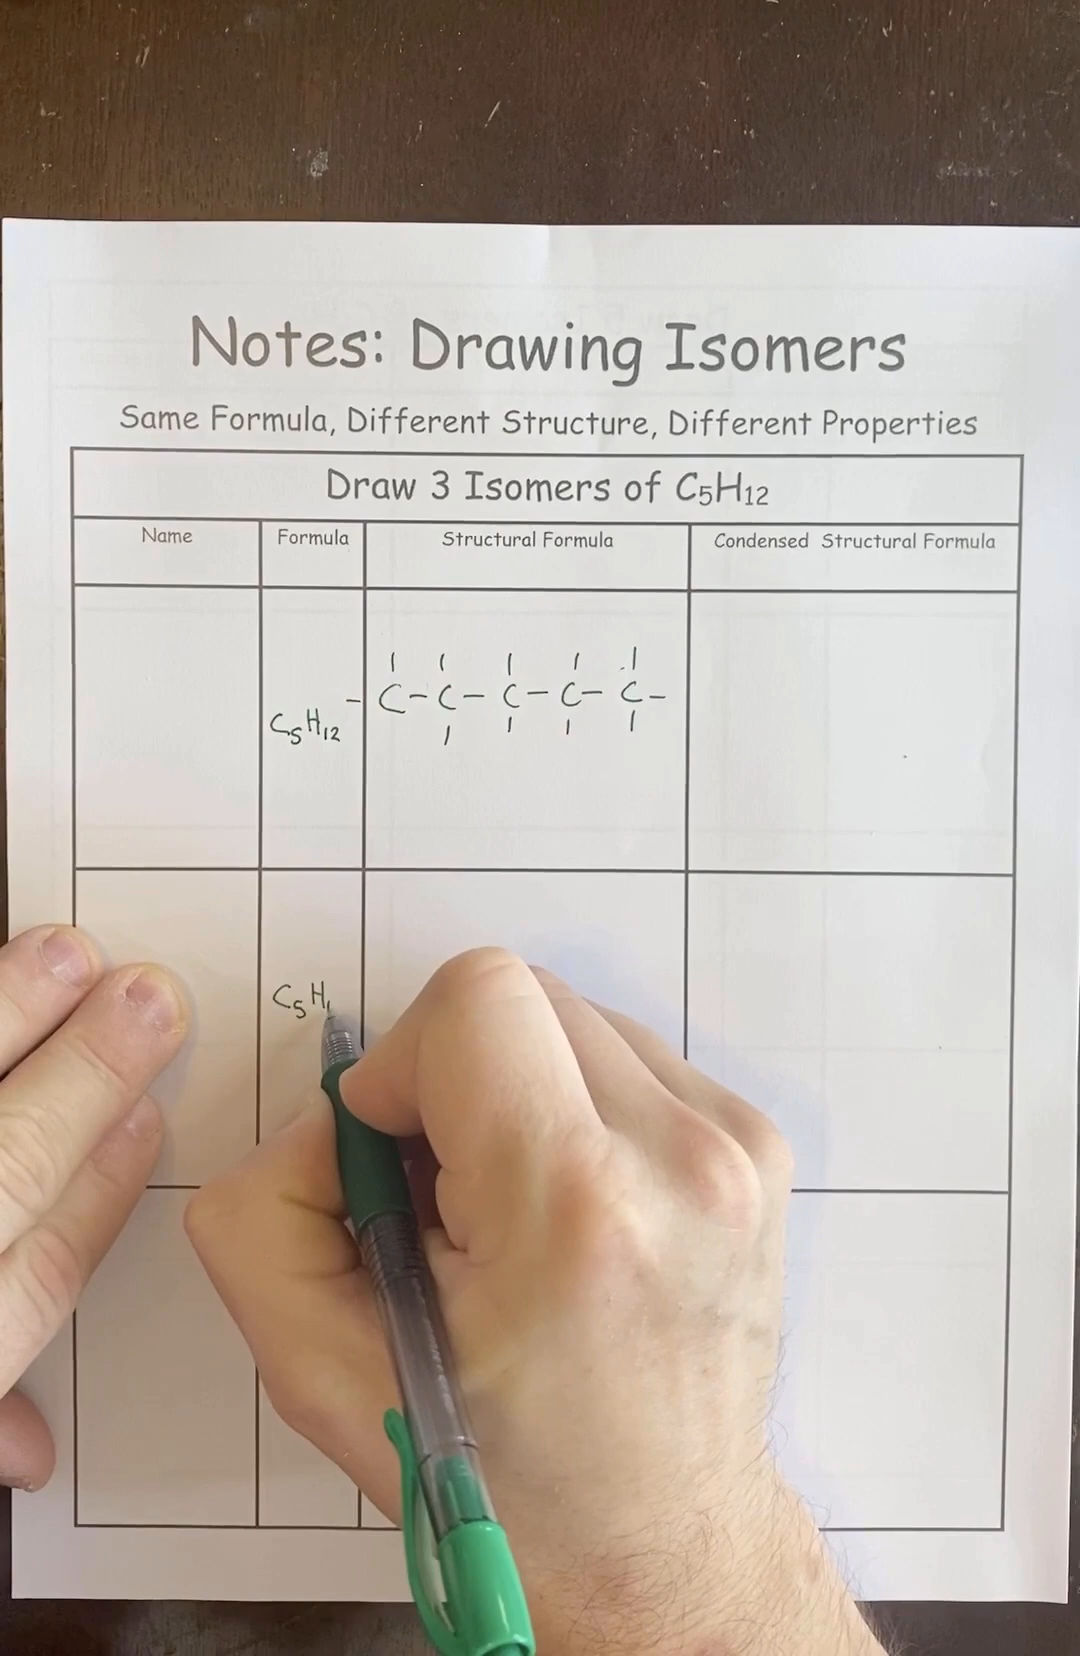 Notes: Drawing Isomers
Same Formula, Different Structure, Different Properties
Draw 3 Isomers of C₅H₁₂
Name Formula Structural Formula Condensed Structural Formula
C₅H₁₂ -C-C-C-C-C-
C₅H₁